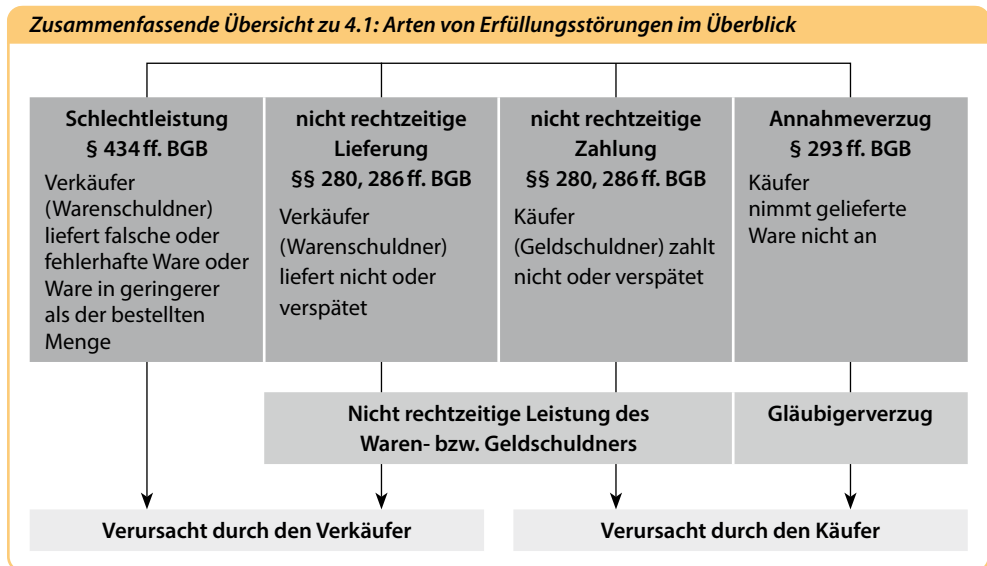 Zusammenfassende Übersicht zu 4.1: Arten von Erfüllungsstörungen im Überblick
Schlechtleistung
§ 434 ff. BGB
Verkäufer
(Warenschuldner)
liefert falsche oder
fehlerhafte Ware oder
Ware in geringerer
als der bestellten
Menge
nicht rechtzeitige
Lieferung
§§ 280, 286 ff. BGB
Verkäufer
(Warenschuldner)
liefert nicht oder
verspätet
nicht rechtzeitige
Zahlung
§§ 280, 286 ff. BGB
Käufer
(Geldschuldner) zahlt
nicht oder verspätet
Annahmeverzug
§ 293 ff. BGB
Käufer
nimmt gelieferte
Ware nicht an
Nicht rechtzeitige Leistung des
Waren- bzw. Geldschuldners
Gläubigerverzug
Verursacht durch den Verkäufer
Verursacht durch den Käufer